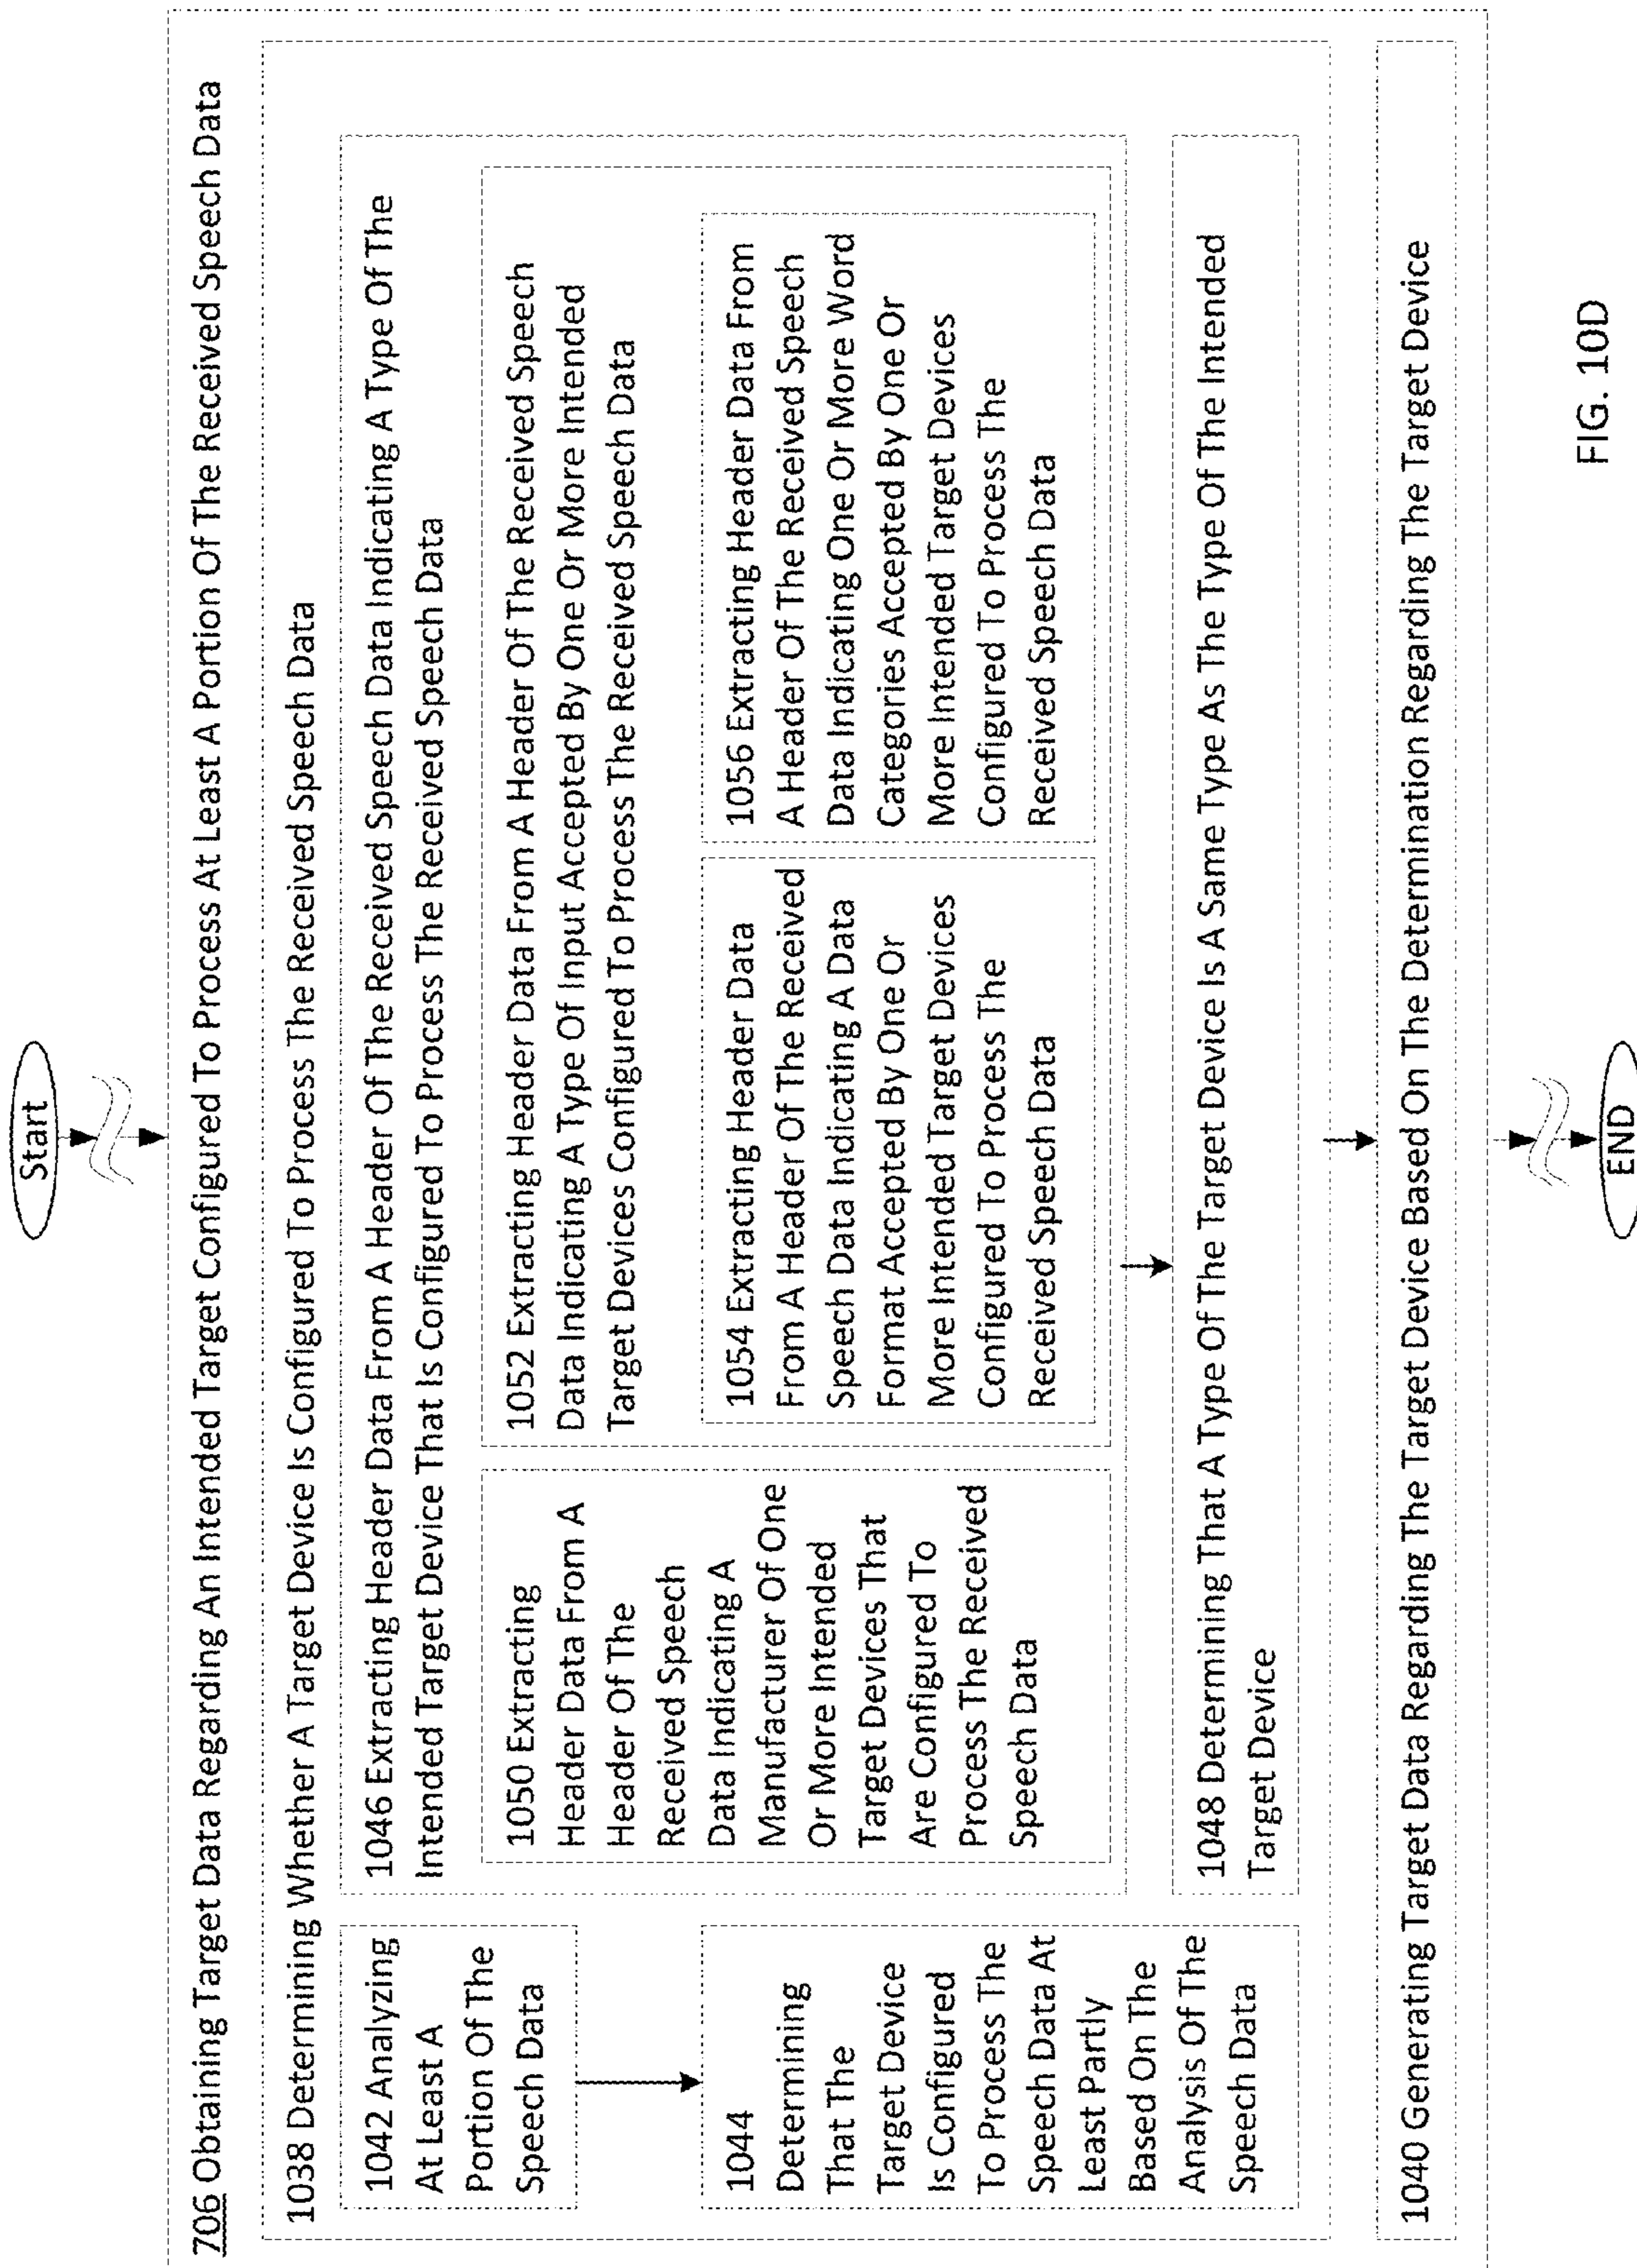 Start
706 Obtaining Target Data Regarding An Intended Target Configured To Process At Least A Portion Of The Received Speech Data
1038 Determining Whether A Target Device Is Configured To Process The Received Speech Data
1042 Analyzing
At Least A
Portion Of The
Speech Data
1044
Determining
That The
Target Device
Is Configured
To Process The
Speech Data At
Least Partly
Based On The
Analysis Of The
Speech Data
1046 Extracting Header Data From A Header Of The Received Speech Data Indicating A Type Of The
Intended Target Device That Is Configured To Process The Received Speech Data
1050 Extracting
Header Data From A
Header Of The
Received Speech
Data Indicating A
Manufacturer Of One
Or More Intended
Target Devices That
Are Configured To
Process The Received
Speech Data
1052 Extracting Header Data From A Header Of The Received Speech
Data Indicating A Type Of Input Accepted By One Or More Intended
Target Devices Configured To Process The Received Speech Data
1054 Extracting Header Data
From A Header Of The Received
Speech Data Indicating A Data
Format Accepted By One Or
More Intended Target Devices
Configured To Process The
Received Speech Data
1056 Extracting Header Data From
A Header Of The Received Speech
Data Indicating One Or More Word
Categories Accepted By One Or
More Intended Target Devices
Configured To Process The
Received Speech Data
1048 Determining That A Type Of The Target Device Is A Same Type As The Type Of The Intended
Target Device
1040 Generating Target Data Regarding The Target Device Based On The Determination Regarding The Target Device
END
FIG. 10D